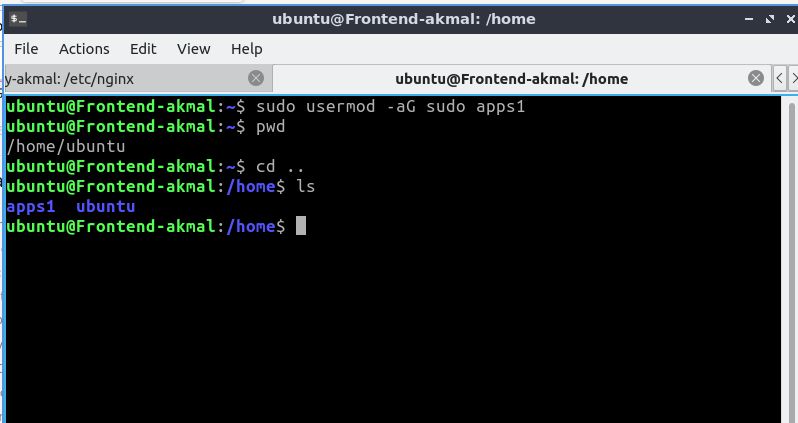 ubuntu@Frontend-akmal: /home
File Actions Edit View Help
y-akmal: /etc/nginx
ubuntu@Frontend-akmal: /home
ubuntu@Frontend-akmal:~$ sudo usermod -aG sudo apps1
ubuntu@Frontend-akmal:~$ pwd
/home/ubuntu
ubuntu@Frontend-akmal:~$ cd ..
ubuntu@Frontend-akmal:/home$ ls
apps1 ubuntu
ubuntu@Frontend-akmal:/home$